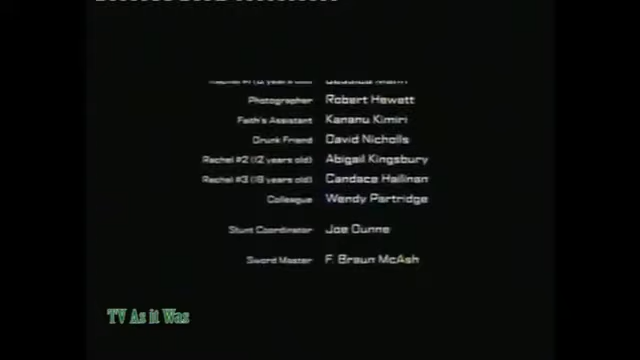 Photographer Robert Hewett
Faith's Assistant Kananu Kimiri
Drunk Friend David Nicholls
Rachel #2 (12 years old) Abigail Kingsbury
Rachel #3 (18 years old) Candace Hallinan
Colleague Wendy Partridge
Stunt Coordinator Joe Dunne
Sword Master F. Braun McAsh
TV As it Was